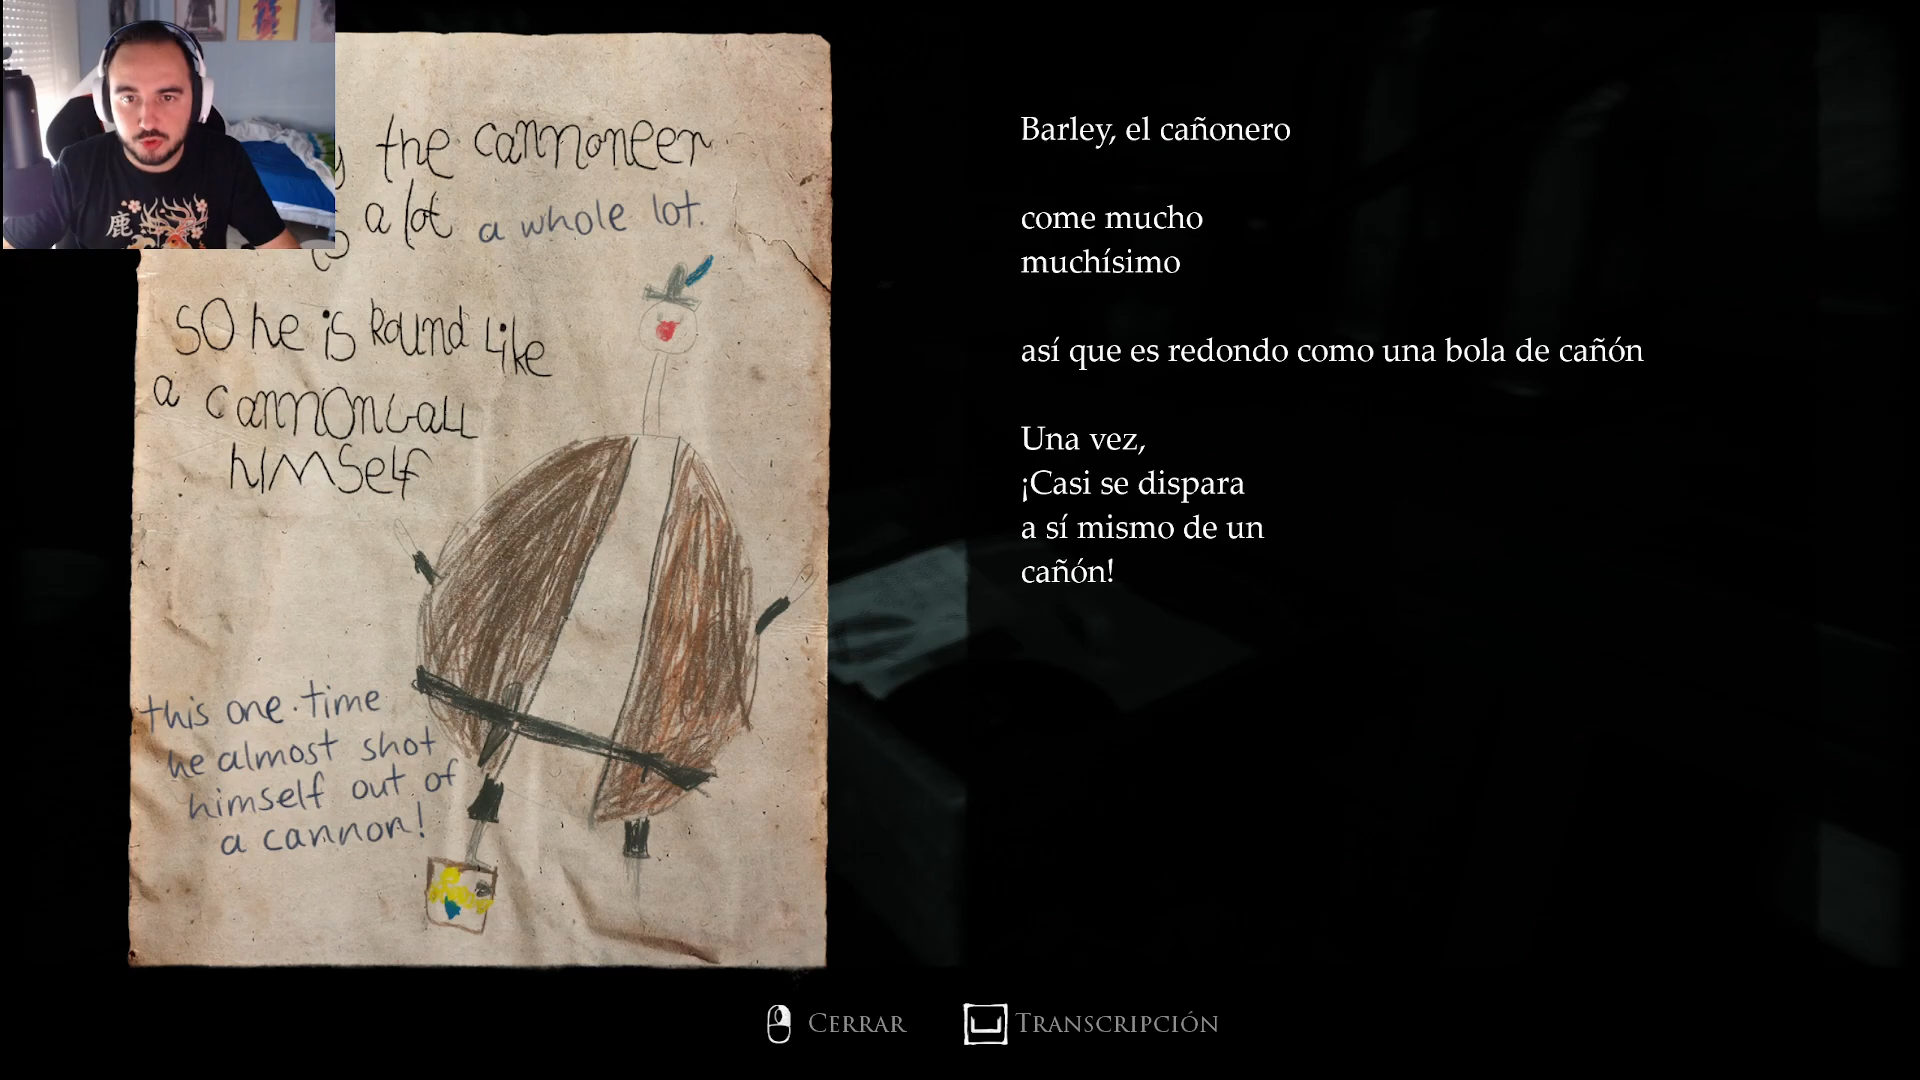 the cannoneer
a lot a whole lot.
so he is Round Like
a cannonball
himself
this one time
he almost shot
himself out of
a cannon!
Barley, el cañonero
come mucho
muchísimo
así que es redondo como una bola de cañón
Una vez,
¡Casi se dispara
a sí mismo de un
cañón!
鹿
Cerrar
Transcripción